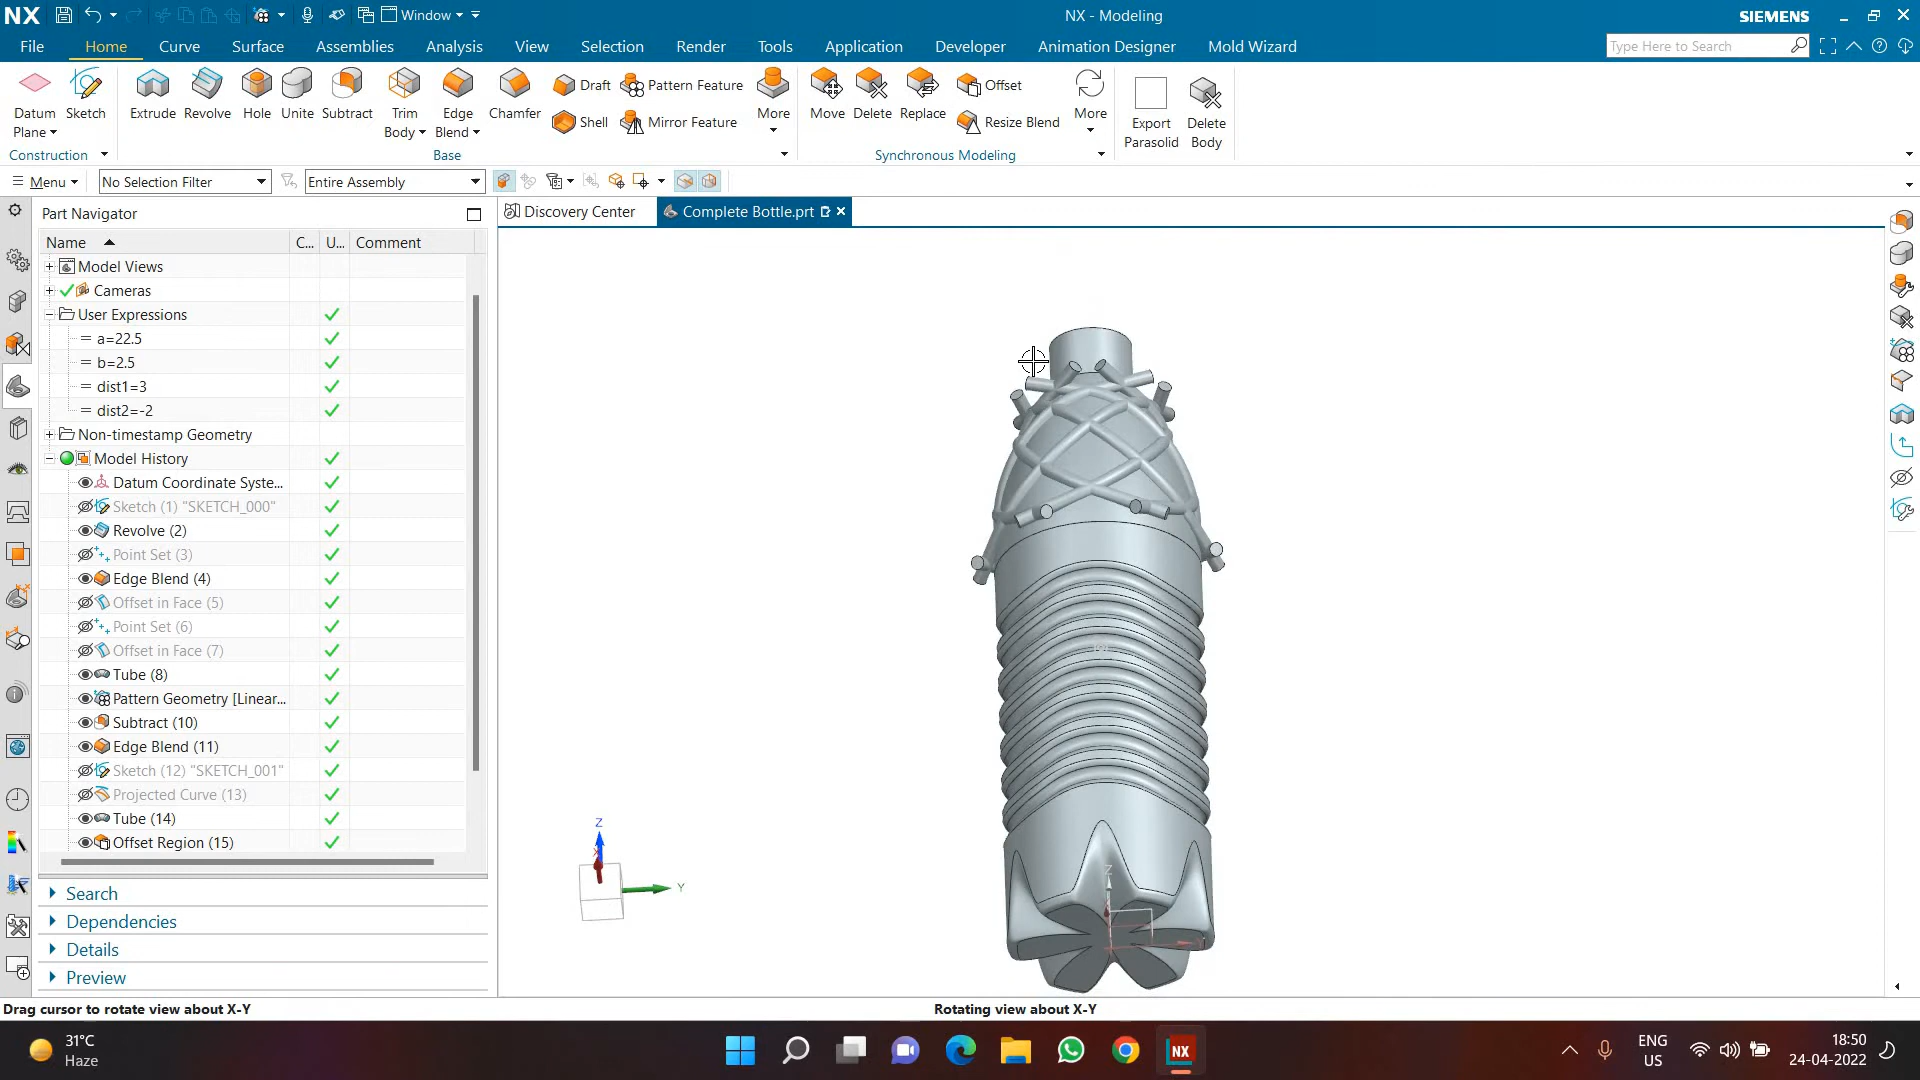 NX
Window
NX - Modeling
SIEMENS
File
Home
Curve
Surface
Assemblies
Analysis
View
Selection
Render
Tools
Application
Developer
Animation Designer
Mold Wizard
Type Here to Search
Datum Plane
Sketch
Extrude
Revolve
Hole
Unite
Subtract
Trim Body
Edge Blend
Chamfer
Draft
Shell
Pattern Feature
Mirror Feature
More
Move
Delete
Replace
Offset
Resize Blend
More
Export Parasolid
Delete Body
Construction
Base
Synchronous Modeling
Menu
No Selection Filter
Entire Assembly
Part Navigator
Discovery Center
Complete Bottle.prt
Name
C...
U...
Comment
Model Views
Cameras
User Expressions
a=22.5
b=2.5
dist1=3
dist2=-2
Non-timestamp Geometry
Model History
Datum Coordinate Syste...
Sketch (1) "SKETCH_000"
Revolve (2)
Point Set (3)
Edge Blend (4)
Offset in Face (5)
Point Set (6)
Offset in Face (7)
Tube (8)
Pattern Geometry [Linear...
Subtract (10)
Edge Blend (11)
Sketch (12) "SKETCH_001"
Projected Curve (13)
Tube (14)
Offset Region (15)
Search
Dependencies
Details
Preview
Z
X
Y
Z
Drag cursor to rotate view about X-Y
Rotating view about X-Y
31°C
Haze
NX
ENG
US
18:50
24-04-2022